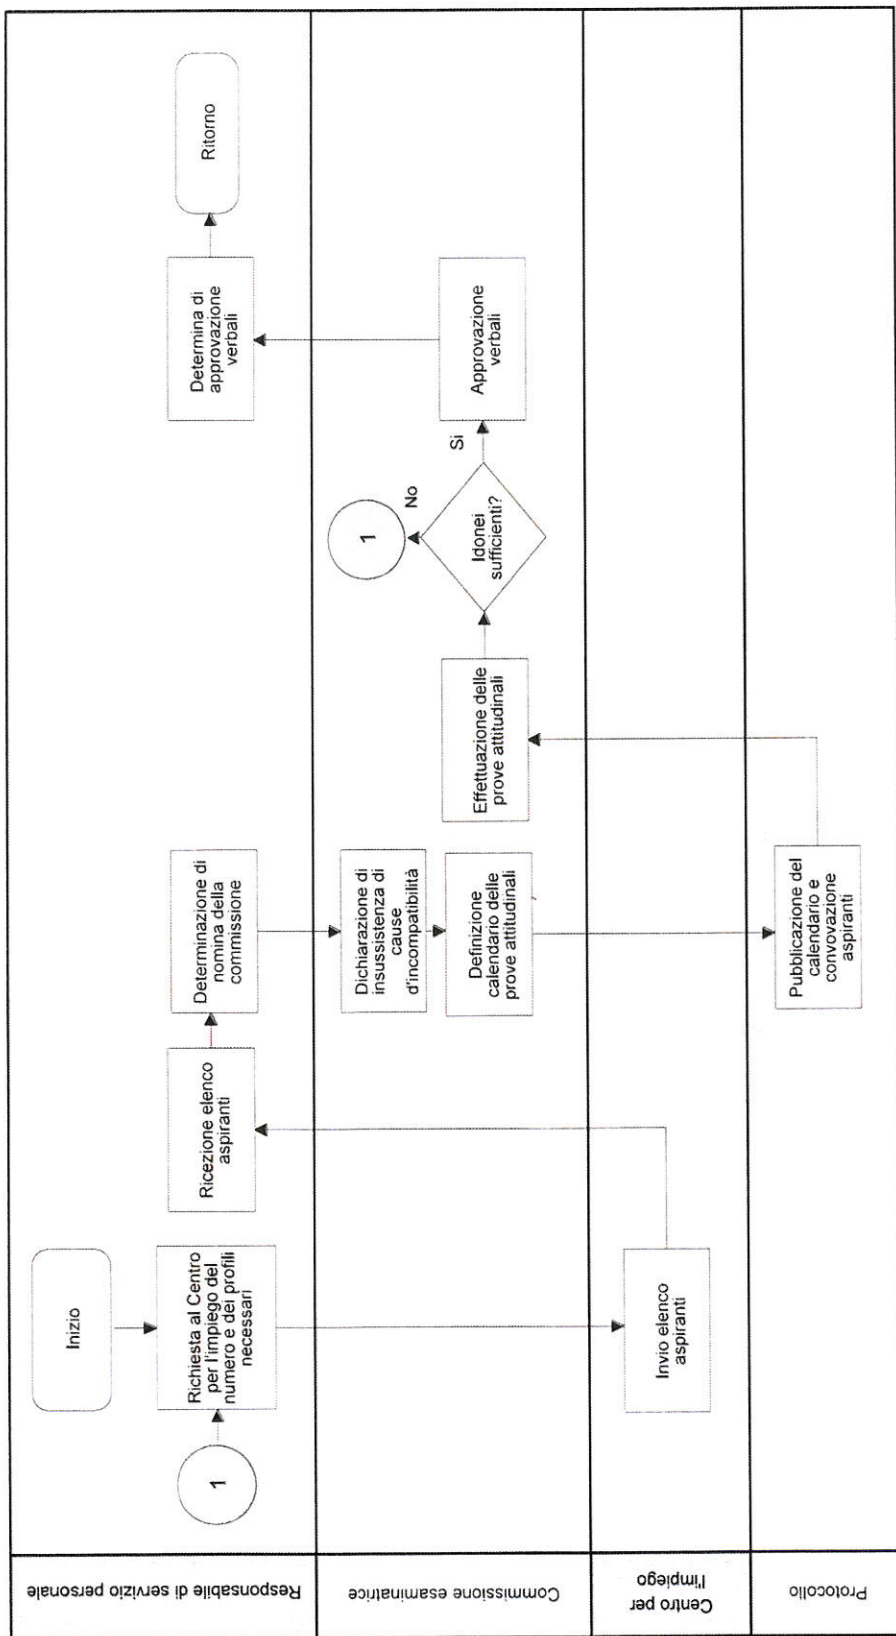 Responsabile di servizio personale
Inizio
1
Richiesta al Centro
per l'impiego del
numero e dei profili
necessari
Ricezione elenco
aspiranti
Determinazione di
nomina della
commissione
Determina di
approvazione
verbali
Ritorno
Commissione esaminatrice
Dichiarazione di
insussistenza di
cause
d'incompatibilità
Definizione
calendario delle
prove attitudinali
Effettuazione delle
prove attitudinali
Idonei
sufficienti?
No
1
Si
Approvazione
verbali
Centro per
l'impiego
Invio elenco
aspiranti
Protocollo
Pubblicazione del
calendario e
convovazione
aspiranti